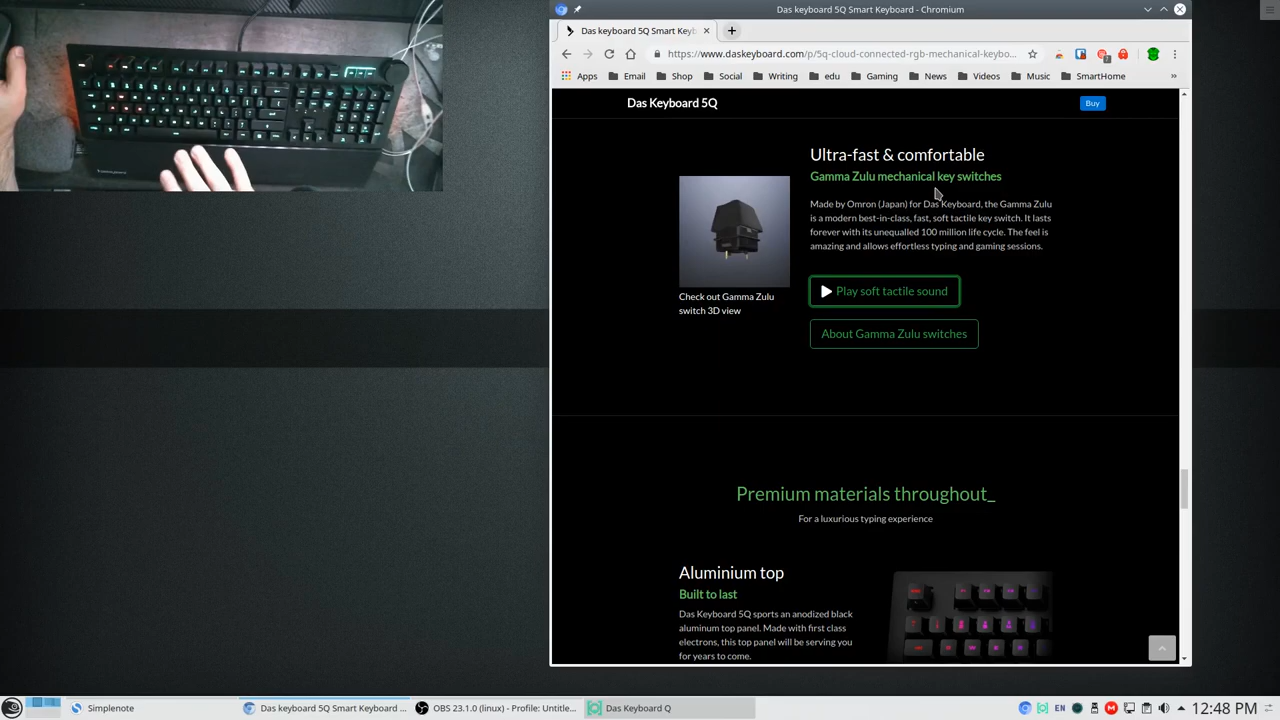 Das keyboard 5Q Smart Keyboard - Chromium
Das keyboard 5Q Smart Keyb
https://www.daskeyboard.com/p/5q-cloud-connected-rgb-mechanical-keybo...
7
Apps Email Shop Social Writing edu Gaming News Videos Music SmartHome »
Das Keyboard 5Q
Buy
Ultra-fast & comfortable
Gamma Zulu mechanical key switches
Made by Omron (Japan) for Das Keyboard, the Gamma Zulu
is a modern best-in-class, fast, soft tactile key switch. It lasts
forever with its unequalled 100 million life cycle. The feel is
amazing and allows effortless typing and gaming sessions.
Check out Gamma Zulu
switch 3D view
Play soft tactile sound
About Gamma Zulu switches
Premium materials throughout_
For a luxurious typing experience
Aluminium top
Built to last
Das Keyboard 5Q sports an anodized black
aluminum top panel. Made with first class
electrons, this top panel will be serving you
for years to come.
Simplenote
Das keyboard 5Q Smart Keyboard ...
OBS 23.1.0 (linux) - Profile: Untitle...
Das Keyboard Q
EN
12:48 PM